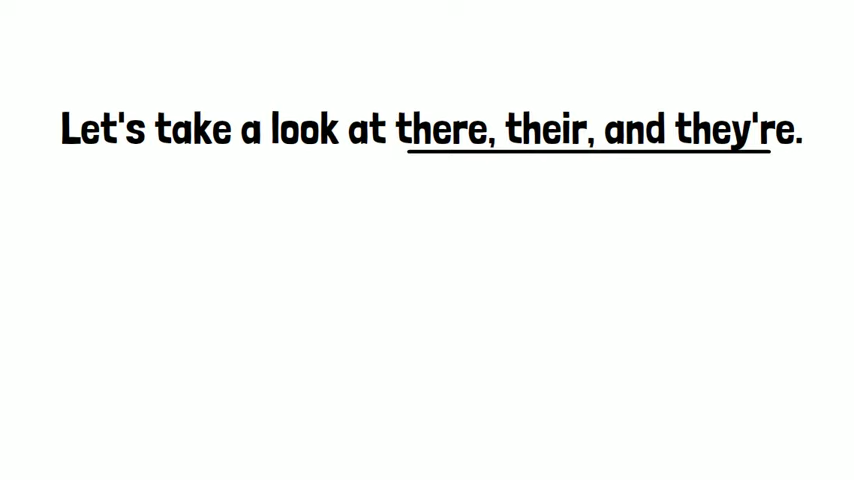 Let's take a look at there, their, and they're.